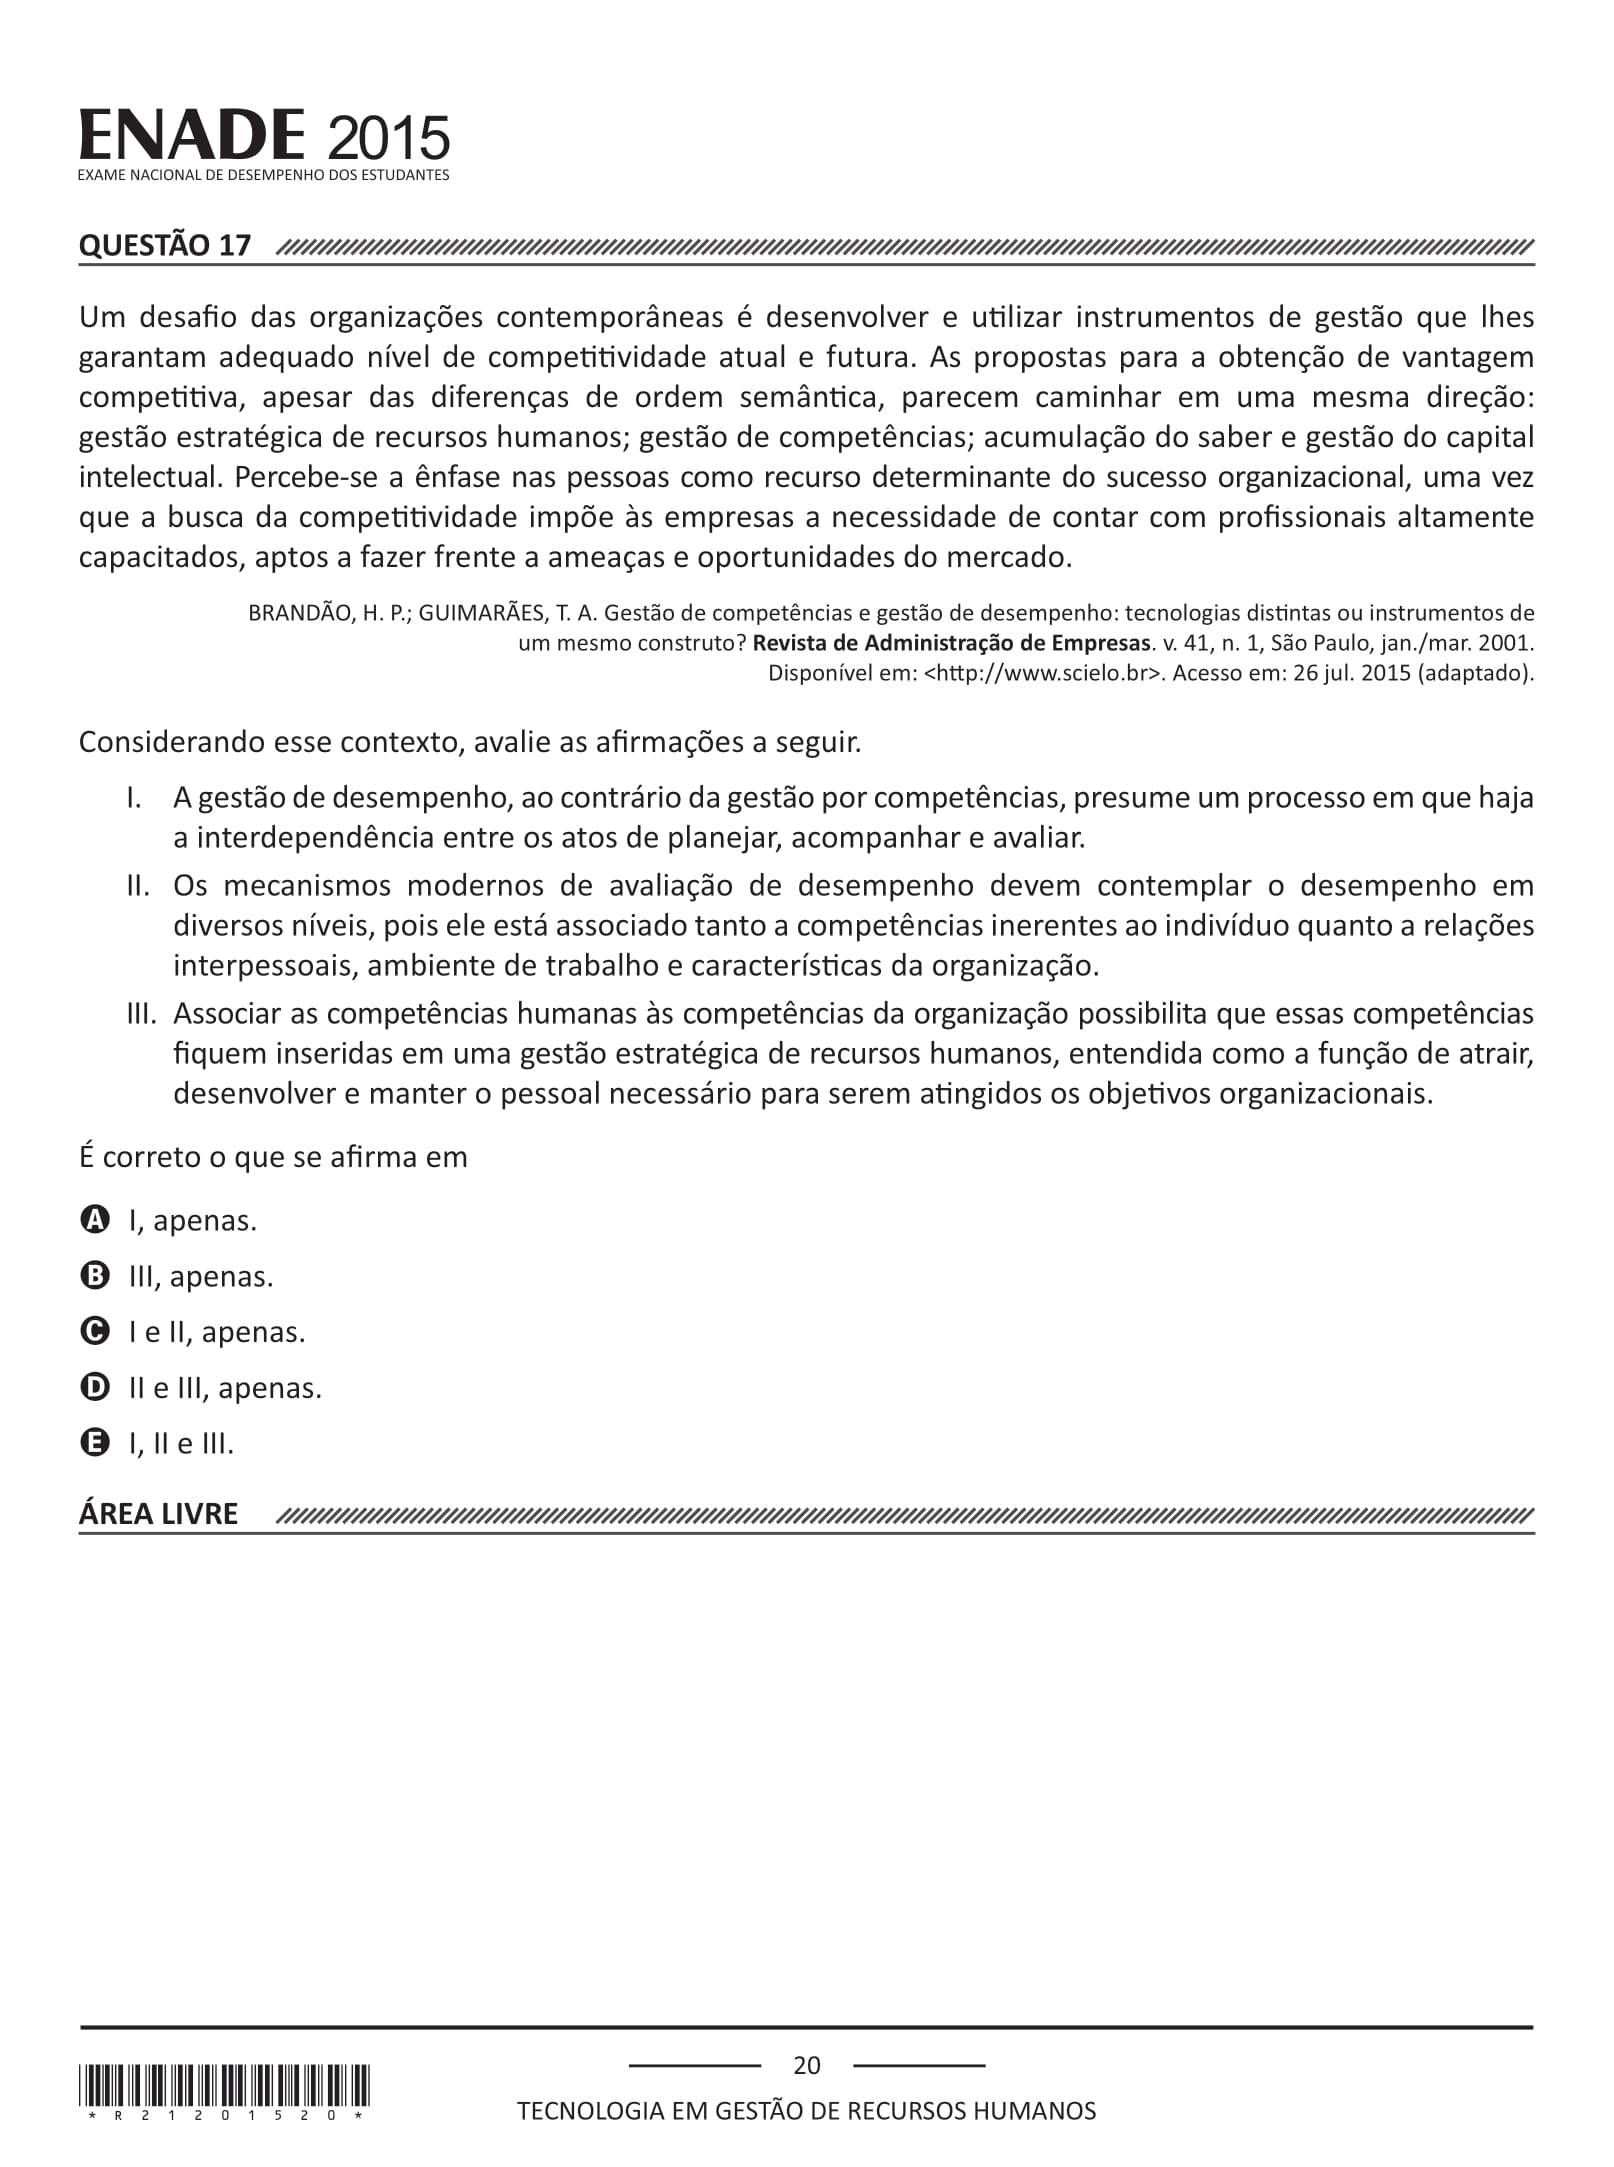 ENADE 2015
EXAME NACIONAL DE DESEMPENHO DOS ESTUDANTES
QUESTÃO 17
Um desafio das organizações contemporâneas é desenvolver e utilizar instrumentos de gestão que lhes
garantam adequado nível de competitividade atual e futura. As propostas para a obtenção de vantagem
competitiva, apesar das diferenças de ordem semântica, parecem caminhar em uma mesma direção:
gestão estratégica de recursos humanos; gestão de competências; acumulação do saber e gestão do capital
intelectual. Percebe-se a ênfase nas pessoas como recurso determinante do sucesso organizacional, uma vez
que a busca da competitividade impõe às empresas a necessidade de contar com profissionais altamente
capacitados, aptos a fazer frente a ameaças e oportunidades do mercado.
BRANDÃO, H. P.; GUIMARÃES, T. A. Gestão de competências e gestão de desempenho: tecnologias distintas ou instrumentos de
um mesmo construto? Revista de Administração de Empresas. v. 41, n. 1, São Paulo, jan./mar. 2001.
Disponível em: <http://www.scielo.br>. Acesso em: 26 jul. 2015 (adaptado).
Considerando esse contexto, avalie as afirmações a seguir.
I. A gestão de desempenho, ao contrário da gestão por competências, presume um processo em que haja
a interdependência entre os atos de planejar, acompanhar e avaliar.
II. Os mecanismos modernos de avaliação de desempenho devem contemplar o desempenho em
diversos níveis, pois ele está associado tanto a competências inerentes ao indivíduo quanto a relações
interpessoais, ambiente de trabalho e características da organização.
III. Associar as competências humanas às competências da organização possibilita que essas competências
fiquem inseridas em uma gestão estratégica de recursos humanos, entendida como a função de atrair,
desenvolver e manter o pessoal necessário para serem atingidos os objetivos organizacionais.
É correto o que se afirma em
A I, apenas.
B III, apenas.
C I e II, apenas.
D II e III, apenas.
E I, II e III.
ÁREA LIVRE
20
*R21201520*
TECNOLOGIA EM GESTÃO DE RECURSOS HUMANOS